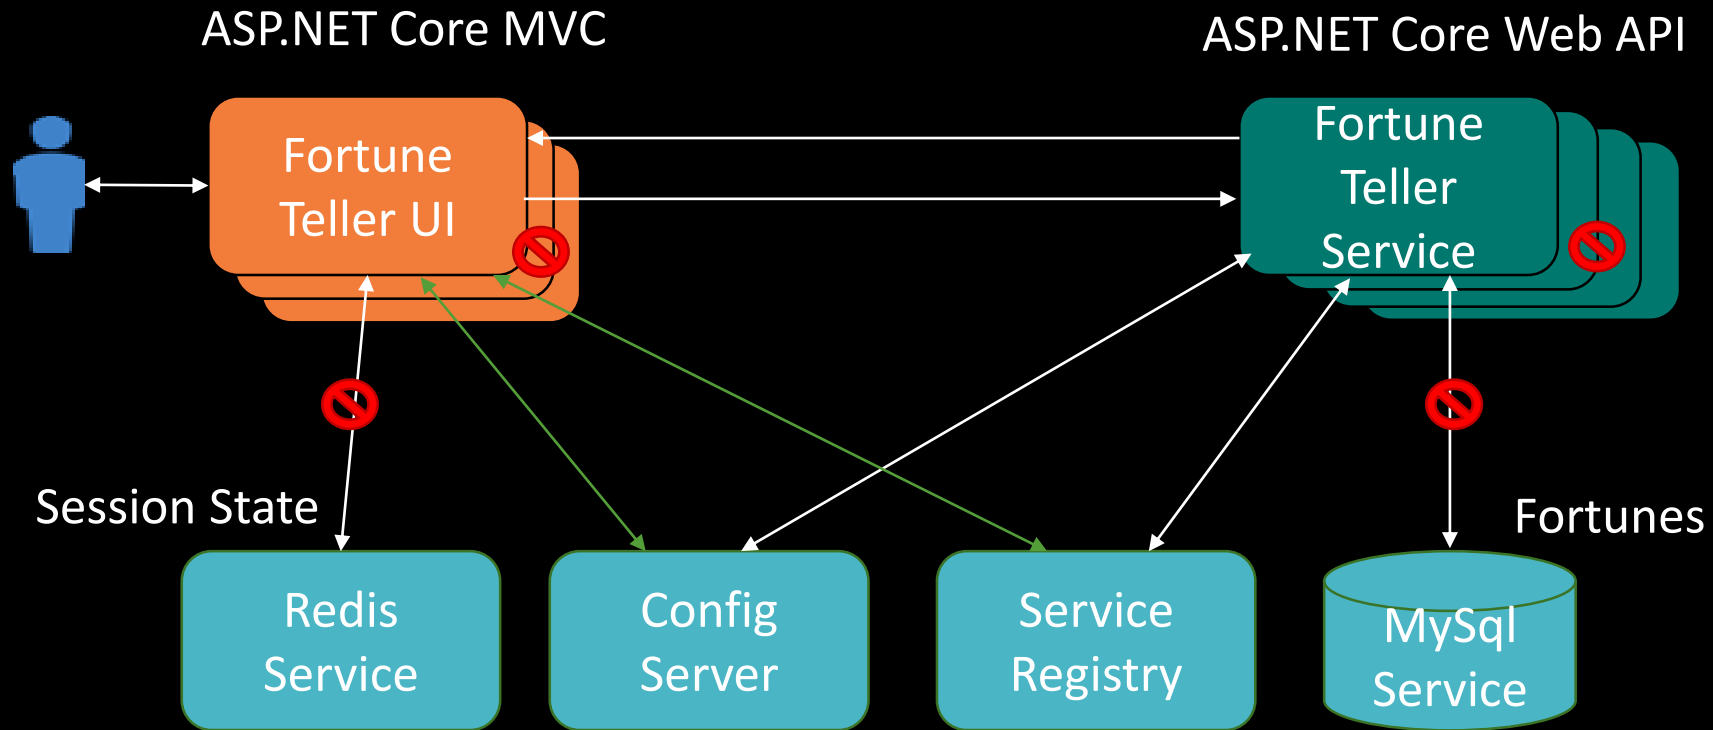 ASP.NET Core MVC
ASP.NET Core Web API
Fortune
Teller UI
Fortune
Teller
Service
Session State
Fortunes
Redis
Service
Config
Server
Service
Registry
MySql
Service